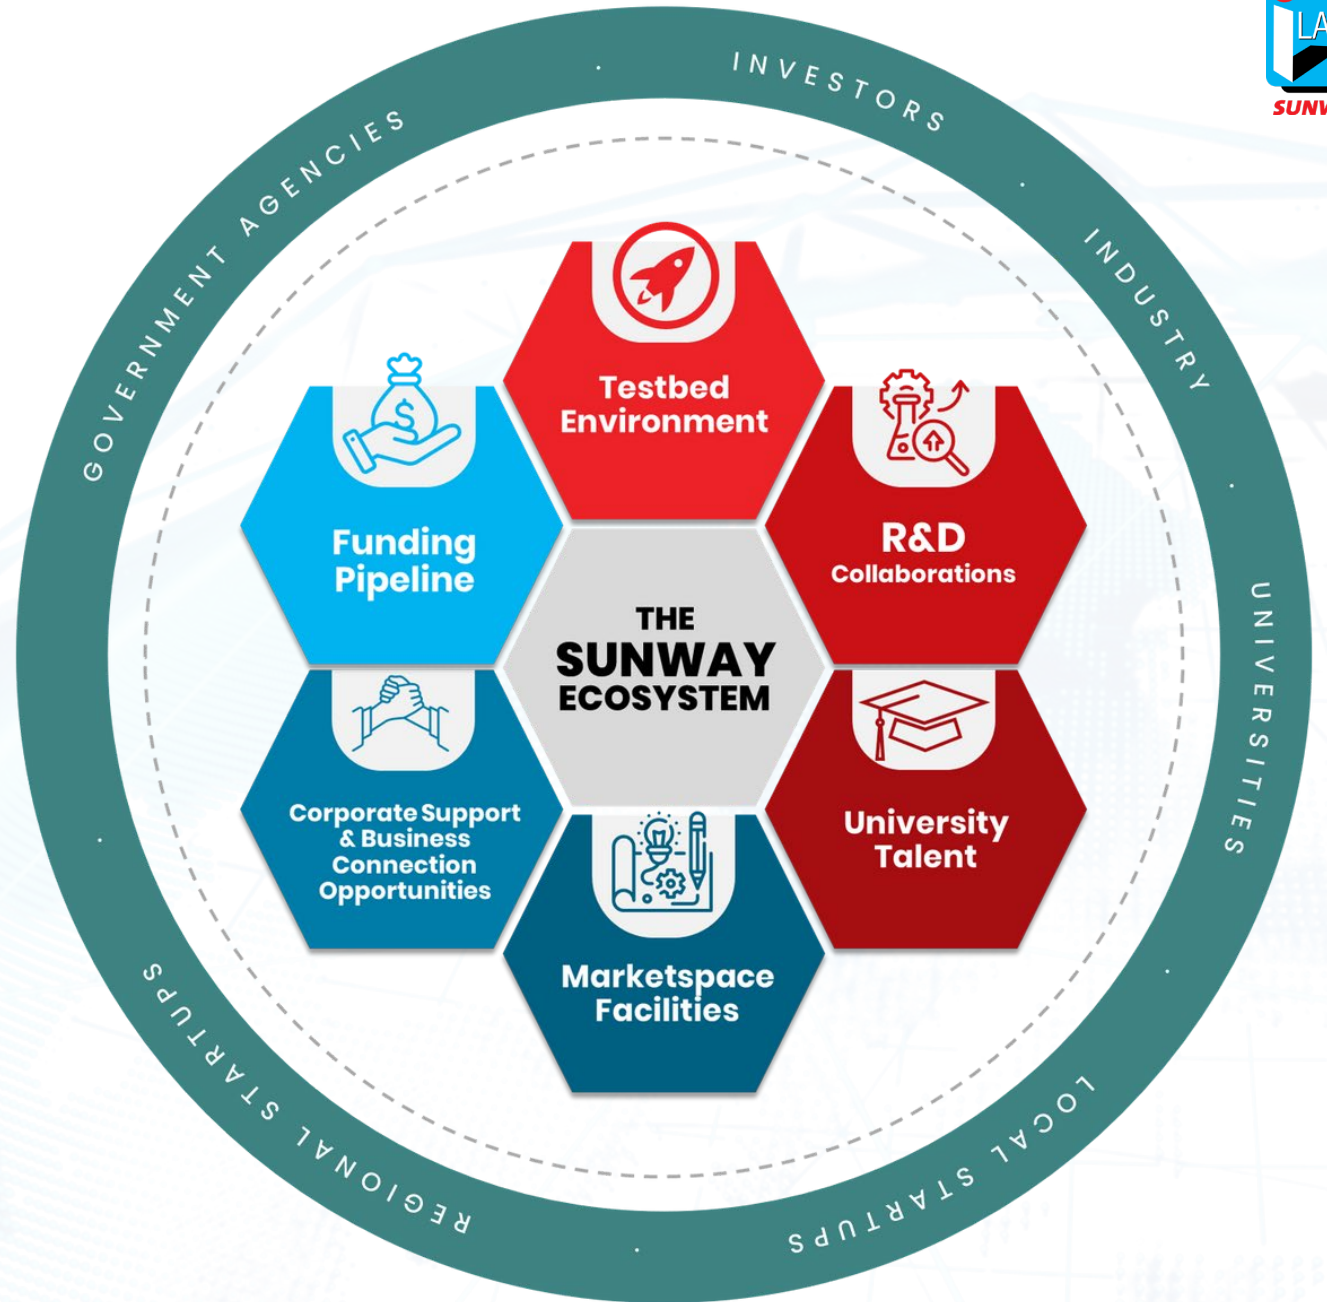 GOVERNMENT AGENCIES
INVESTORS
INDUSTRY
UNIVERSITIES
LOCAL STARTUPS
REGIONAL STARTUPS
Testbed
Environment
R&D
Collaborations
University
Talent
Marketspace
Facilities
Corporate Support
& Business
Connection
Opportunities
Funding
Pipeline
$
THE
SUNWAY
ECOSYSTEM